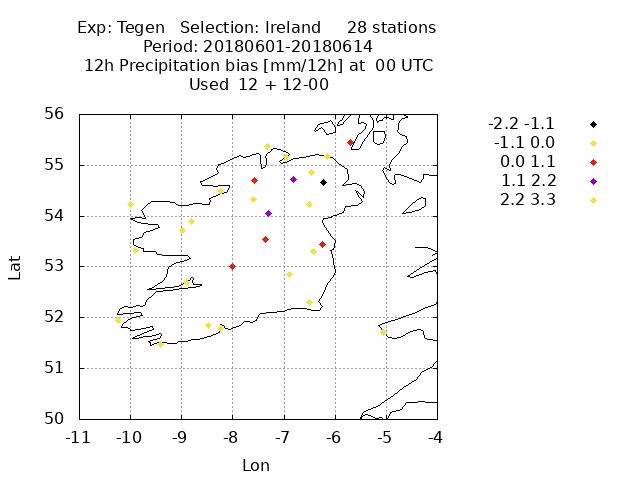 Exp: Tegen Selection: Ireland 28 stations
Period: 20180601-20180614
12h Precipitation bias [mm/12h] at 00 UTC
Used 12 + 12-00
-2.2 -1.1
-1.1 0.0
0.0 1.1
1.1 2.2
2.2 3.3
56
55
54
53
52
51
50
Lat
-11 -10 -9 -8 -7 -6 -5 -4
Lon